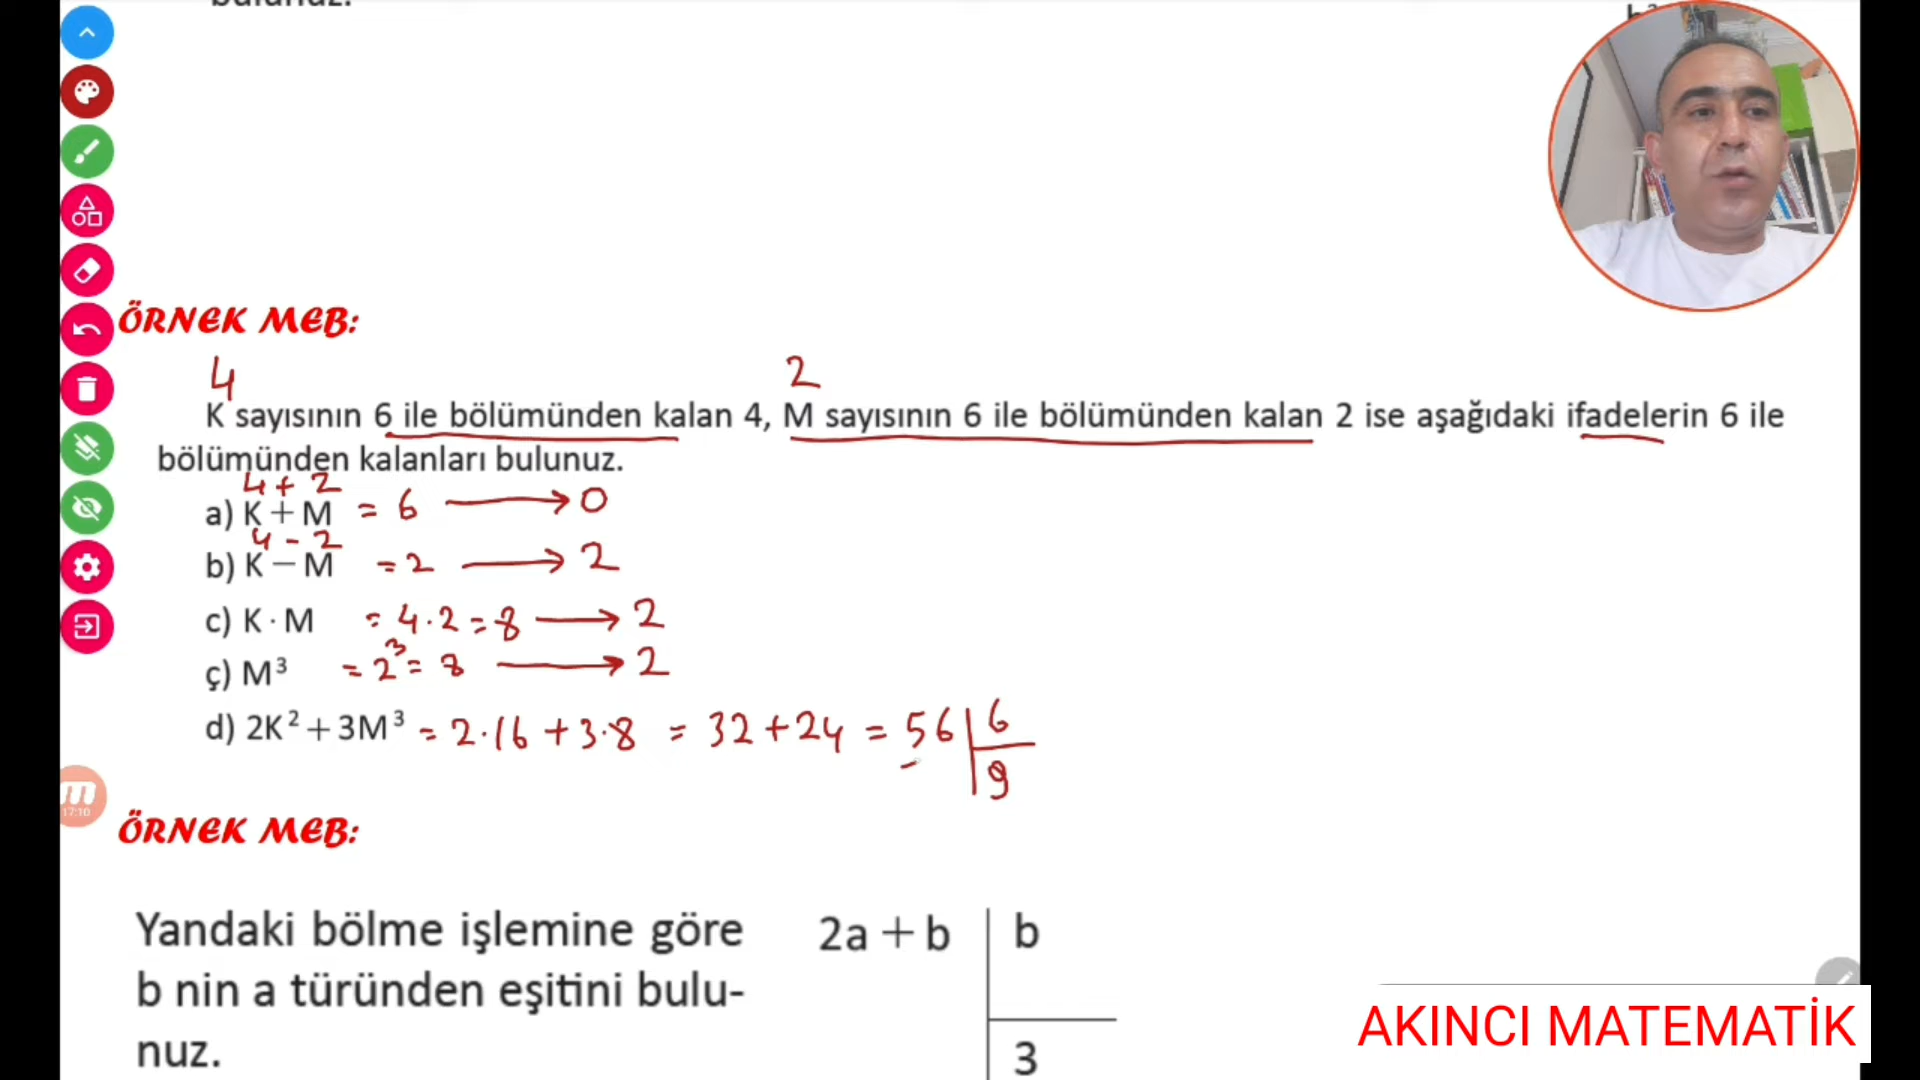 ÖRNEK MEB:
4 2
K sayısının 6 ile bölümünden kalan 4, M sayısının 6 ile bölümünden kalan 2 ise aşağıdaki ifadelerin 6 ile
bölümünden kalanları bulunuz.
4 + 2
a) K + M = 6 → 0
4 - 2
b) K − M = 2 → 2
c) K · M = 4 . 2 = 8 → 2
ç) M³ = 2³ = 8 → 2
d) 2K² + 3M³ = 2.16 + 3.8 = 32 + 24 = 56 | 6
9
17:10
ÖRNEK MEB:
Yandaki bölme işlemine göre
b nin a türünden eşitini bulu-
nuz.
2a + b | b
3
AKINCI MATEMATİK